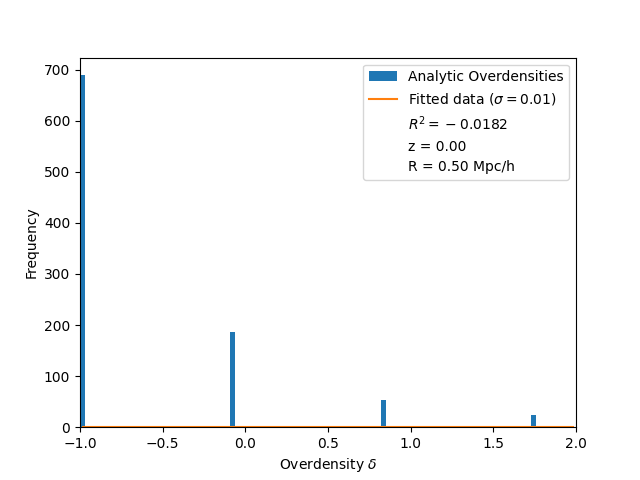 700
600
500
400
300
200
100
0
Frequency
−1.0 −0.5 0.0 0.5 1.0 1.5 2.0
Overdensity δ
Analytic Overdensities
Fitted data (σ = 0.01)
R² = −0.0182
z = 0.00
R = 0.50 Mpc/h